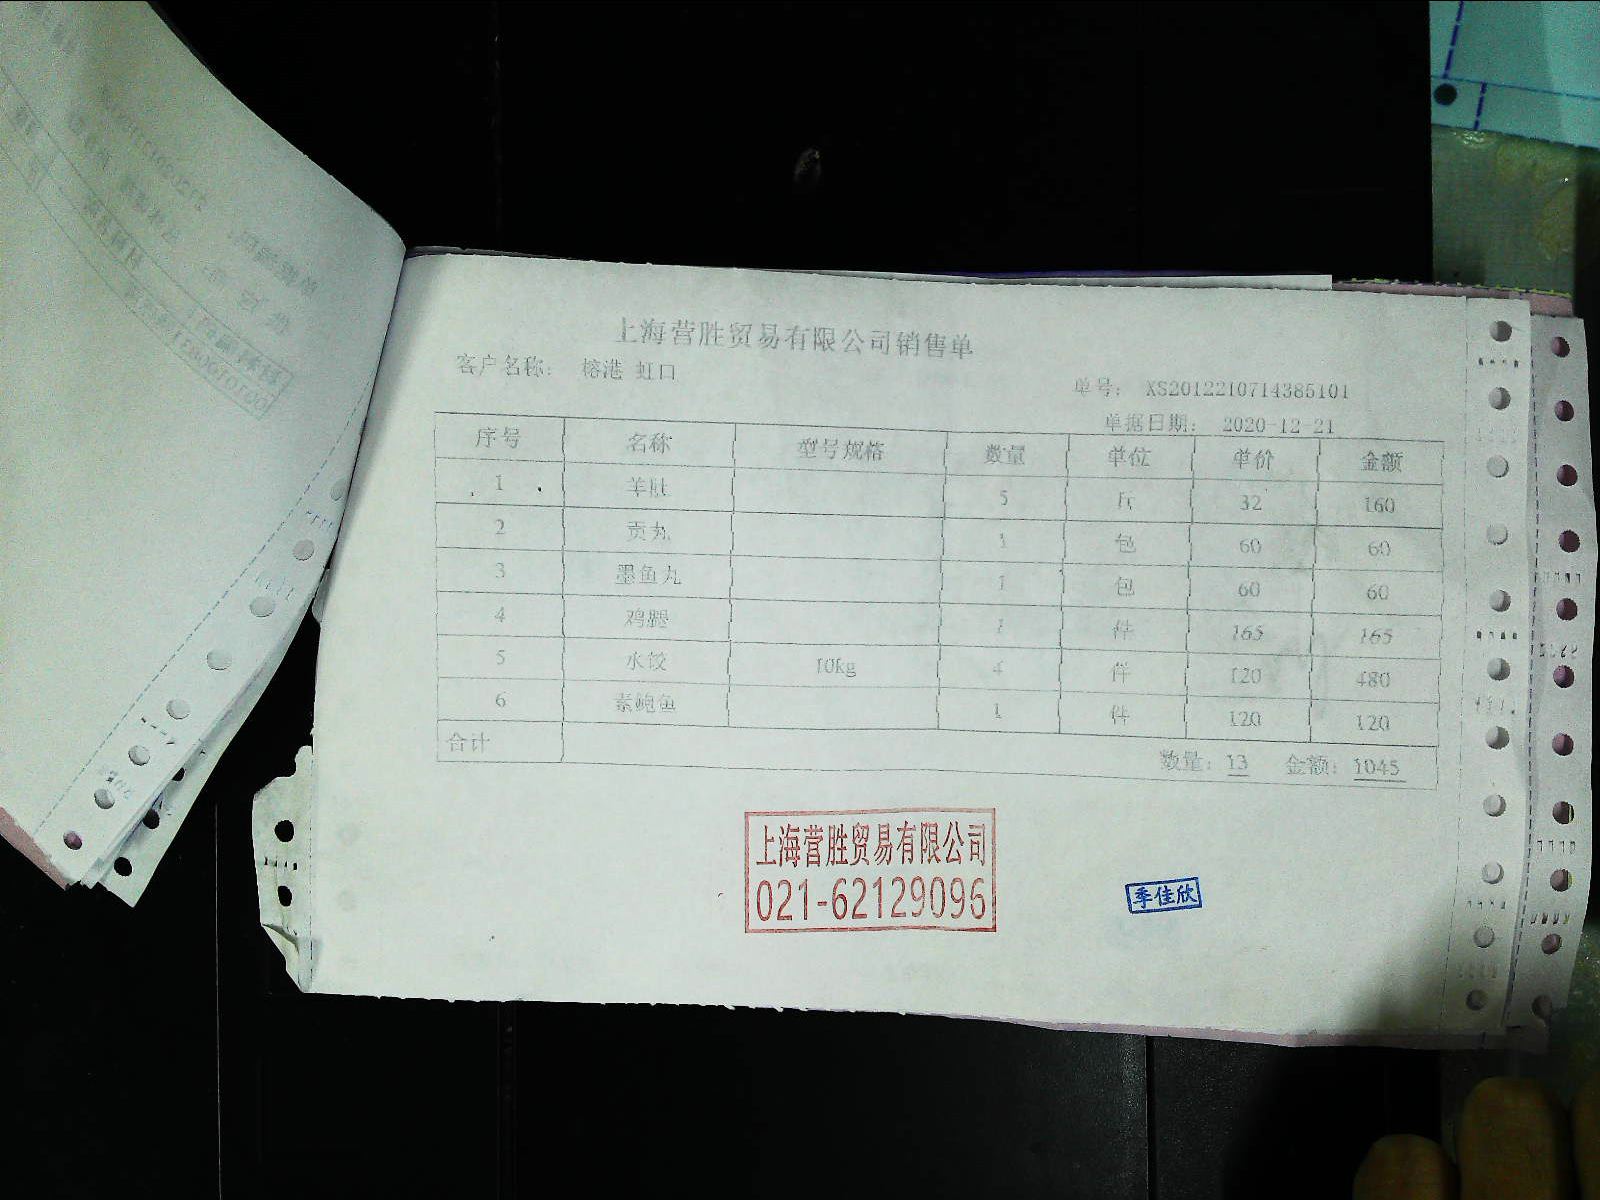 上海营胜贸易有限公司销售单
客户名称： 榕港 虹口
单号： XS2012210714385101
单据日期： 2020-12-21
序号 名称 型号规格 数量 单位 单价 金额
1 羊肚 5 斤 32 160
2 贡丸 1 包 60 60
3 墨鱼丸 1 包 60 60
4 鸡腿 1 件 165 165
5 水饺 10kg 4 件 120 480
6 素鲍鱼 1 件 120 120
合计 数量：13 金额：1045
上海营胜贸易有限公司
021-62129096
季佳欣